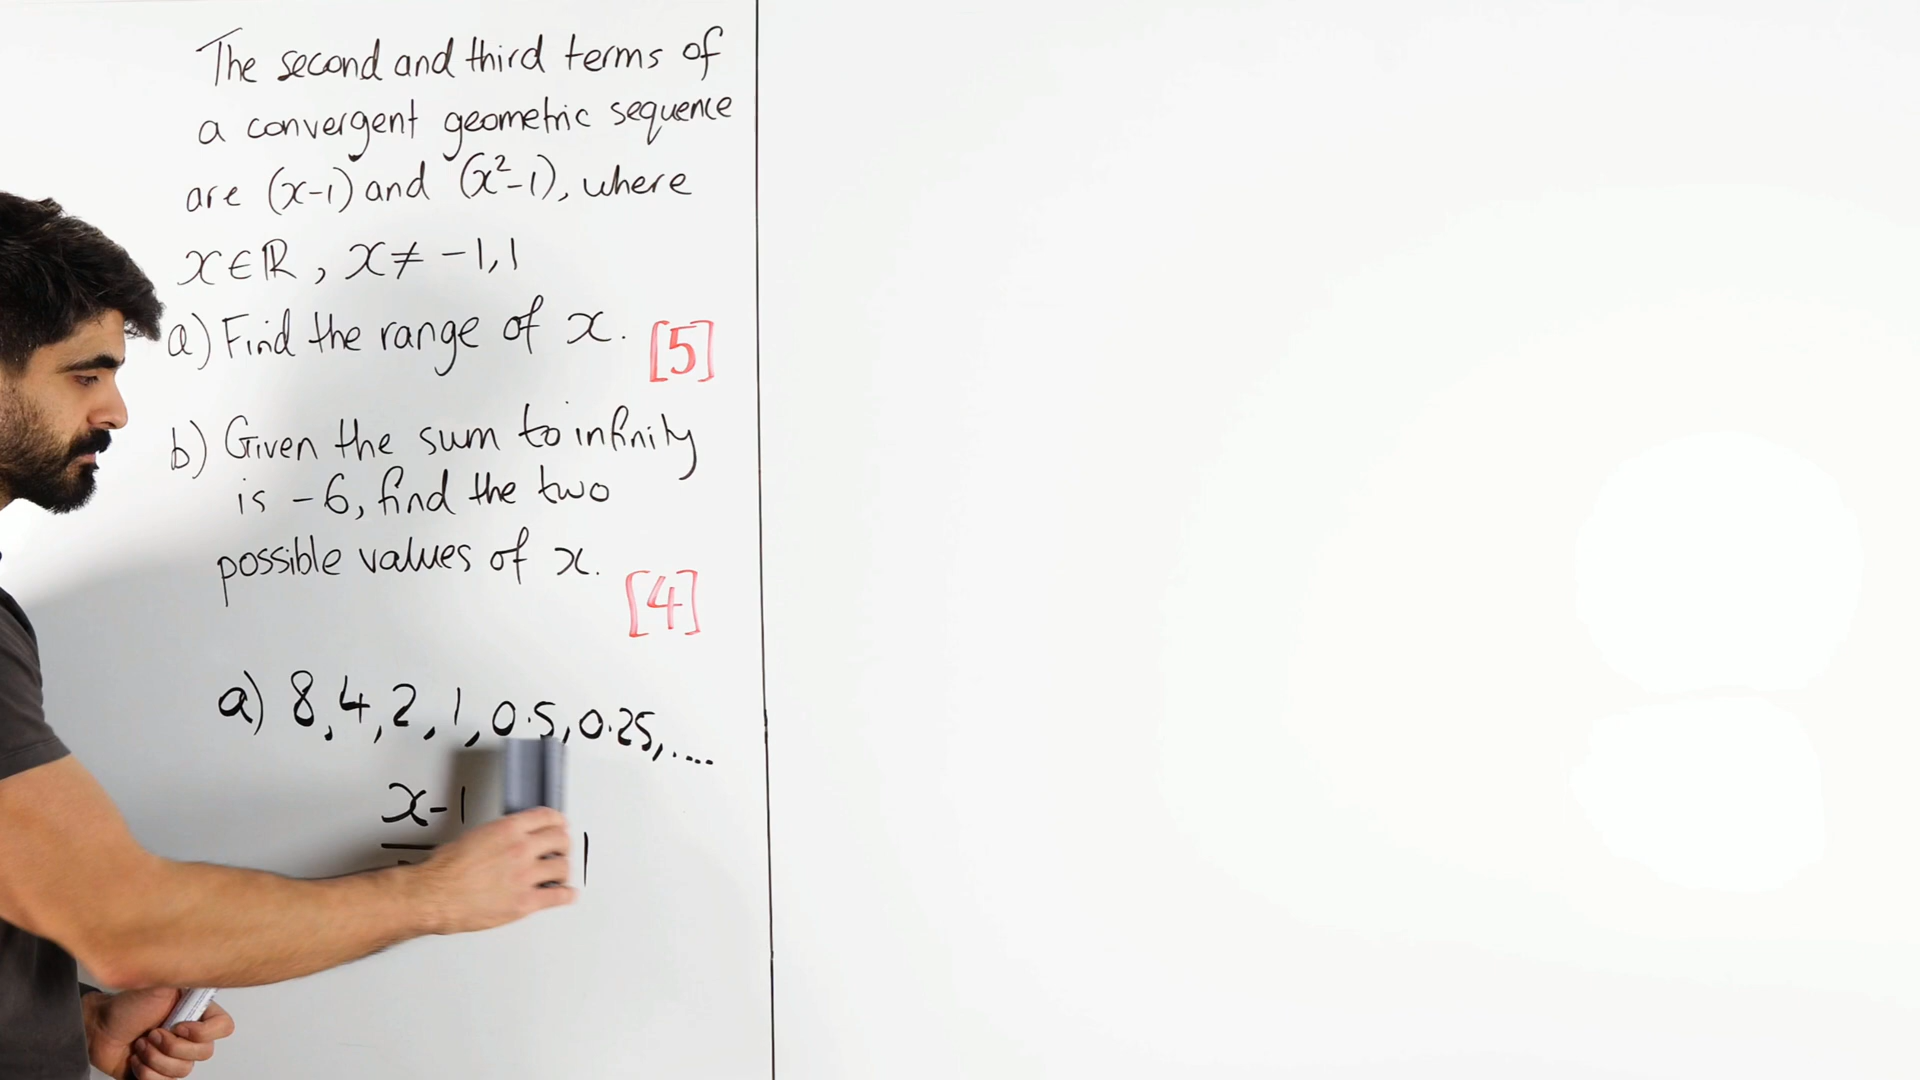 The second and third terms of
a convergent geometric sequence
are (x-1) and (x²-1), where
x∈ℝ, x≠ -1,1
a) Find the range of x. [5]
b) Given the sum to infinity
is -6, find the two
possible values of x.
[4]
a) 8,4,2,1,0.5,0.25,....
x-1
1